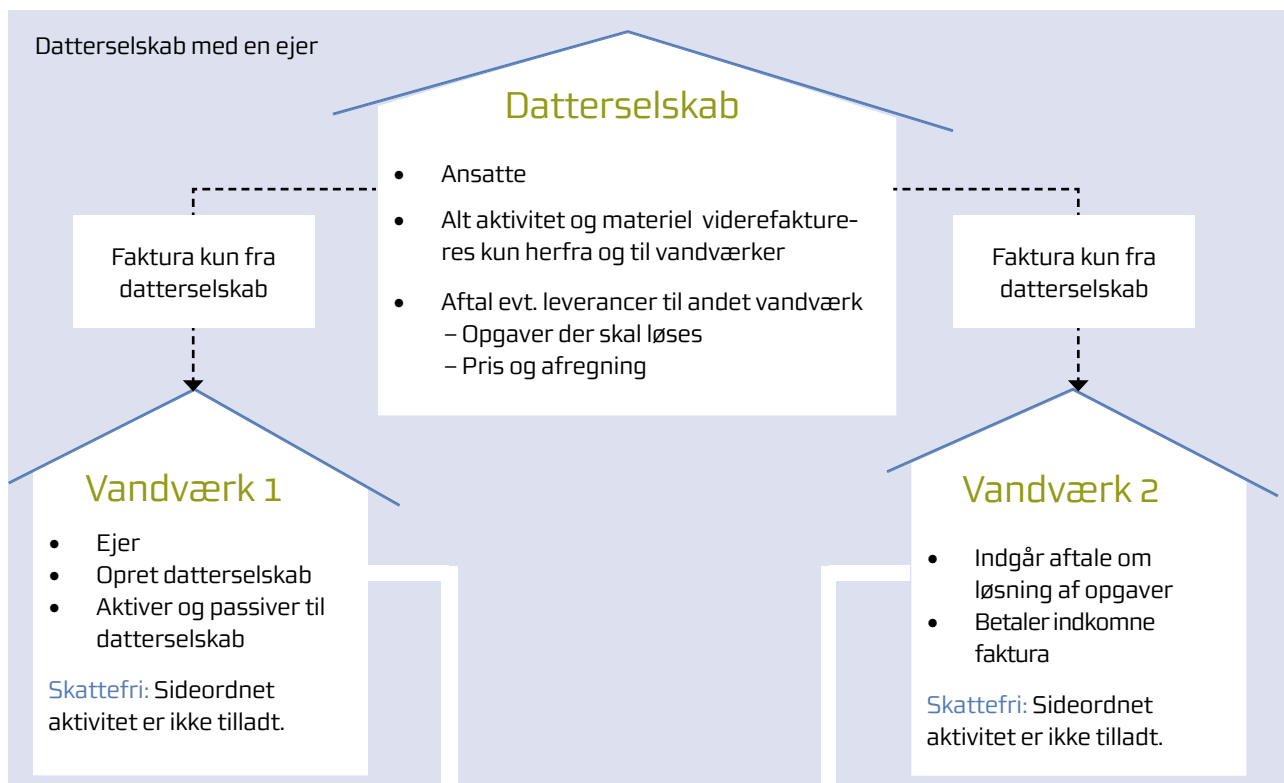 Datterselskab med en ejer
Datterselskab
• Ansatte
• Alt aktivitet og materiel viderefakture-
res kun herfra og til vandværker
• Aftal evt. leverancer til andet vandværk
– Opgaver der skal løses
– Pris og afregning
Faktura kun fra
datterselskab
Faktura kun fra
datterselskab
Vandværk 1
• Ejer
• Opret datterselskab
• Aktiver og passiver til
datterselskab
Skattefri: Sideordnet
aktivitet er ikke tilladt.
Vandværk 2
• Indgår aftale om
løsning af opgaver
• Betaler indkomne
faktura
Skattefri: Sideordnet
aktivitet er ikke tilladt.